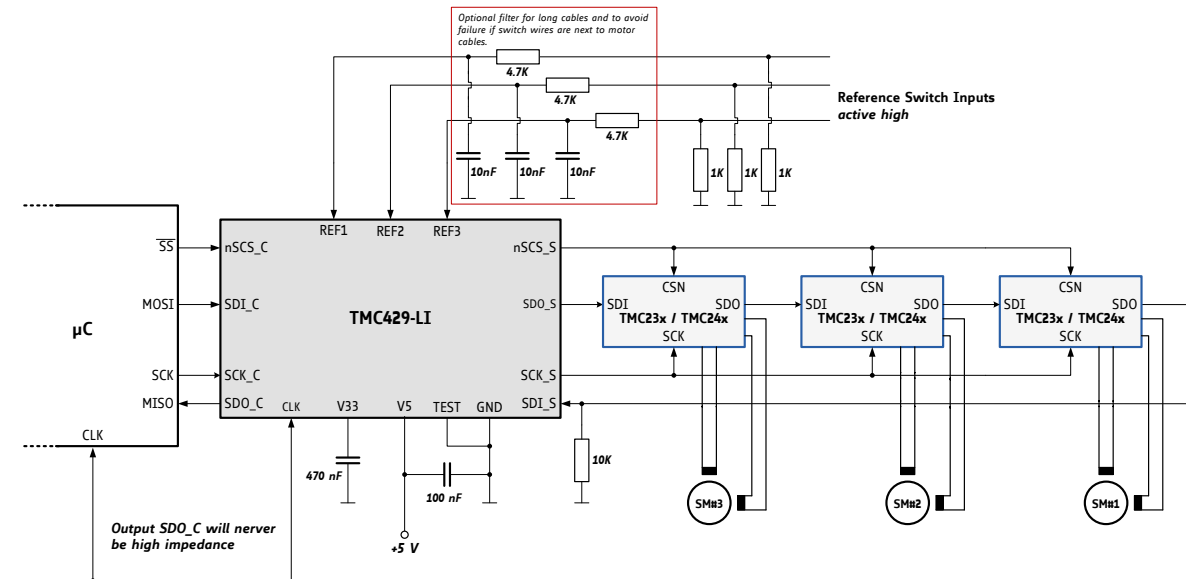 Optional filter for long cables and to avoid
failure if switch wires are next to motor
cables.
4.7K
4.7K
4.7K
Reference Switch Inputs
active high
10nF
10nF
10nF
1K
1K
1K
REF1
REF2
REF3
SS
nSCS_C
nSCS_S
CSN
CSN
CSN
MOSI
SDI_C
SDO_S
SDI
SDO
SDI
SDO
SDI
SDO
µC
TMC429-LI
TMC23x / TMC24x
TMC23x / TMC24x
TMC23x / TMC24x
SCK
SCK
SCK
SCK
SCK_C
SCK_S
MISO
SDO_C
CLK
V33
V5
TEST
GND
SDI_S
CLK
470 nF
100 nF
10K
SM#3
SM#2
SM#1
Output SDO_C will nerver
be high impedance
+5 V